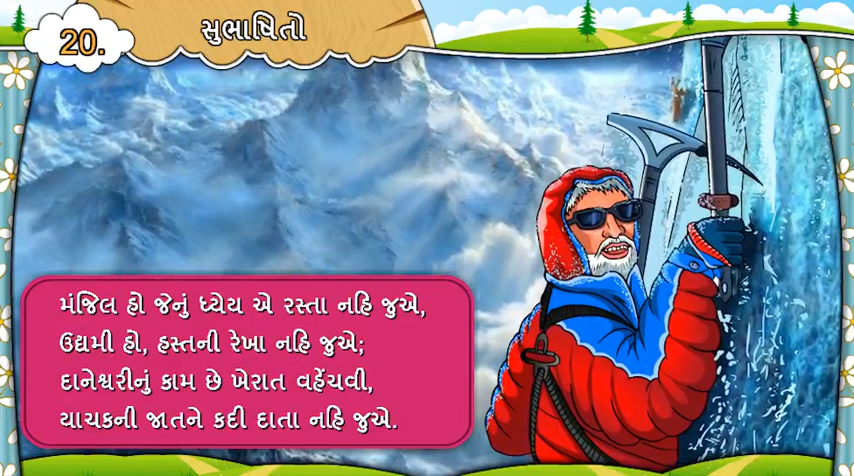 20.
સુભાષિતો
મંજિલ હો જેનું ધ્યેય એ રસ્તા નહિ જુએ,
ઉદ્યમી હો, હસ્તની રેખા નહિ જુએ;
દાનેશ્વરીનું કામ છે ખેરાત વહેંચવી,
યાચકની જાતને કદી દાતા નહિ જુએ.